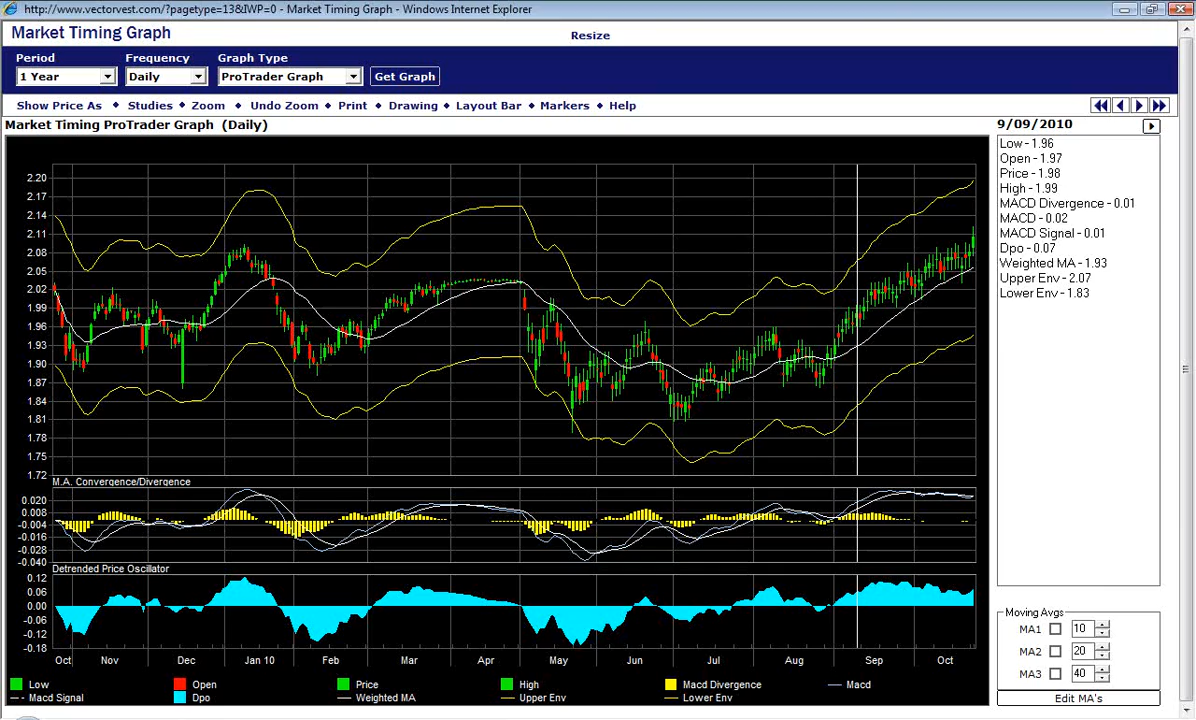 http://www.vectorvest.com/?pagetype=13&IWP=0 - Market Timing Graph - Windows Internet Explorer
Market Timing Graph
Resize
Period Frequency Graph Type
1 Year Daily ProTrader Graph Get Graph
Show Price As Studies Zoom Undo Zoom Print Drawing Layout Bar Markers Help
Market Timing ProTrader Graph (Daily)
9/09/2010
Low - 1.96
Open - 1.97
Price - 1.98
High - 1.99
MACD Divergence - 0.01
MACD - 0.02
MACD Signal - 0.01
Dpo - 0.07
Weighted MA - 1.93
Upper Env - 2.07
Lower Env - 1.83
2.20
2.17
2.14
2.11
2.08
2.05
2.02
1.99
1.96
1.93
1.90
1.87
1.84
1.81
1.78
1.75
1.72
M.A. Convergence/Divergence
0.020
0.008
-0.004
-0.016
-0.028
-0.040
Detrended Price Oscillator
0.12
0.06
0.00
-0.06
-0.12
-0.18
Oct Nov Dec Jan 10 Feb Mar Apr May Jun Jul Aug Sep Oct
Low Open Price High Macd Divergence Macd
Macd Signal Dpo Weighted MA Upper Env Lower Env
Moving Avgs
MA1 10
MA2 20
MA3 40
Edit MA's